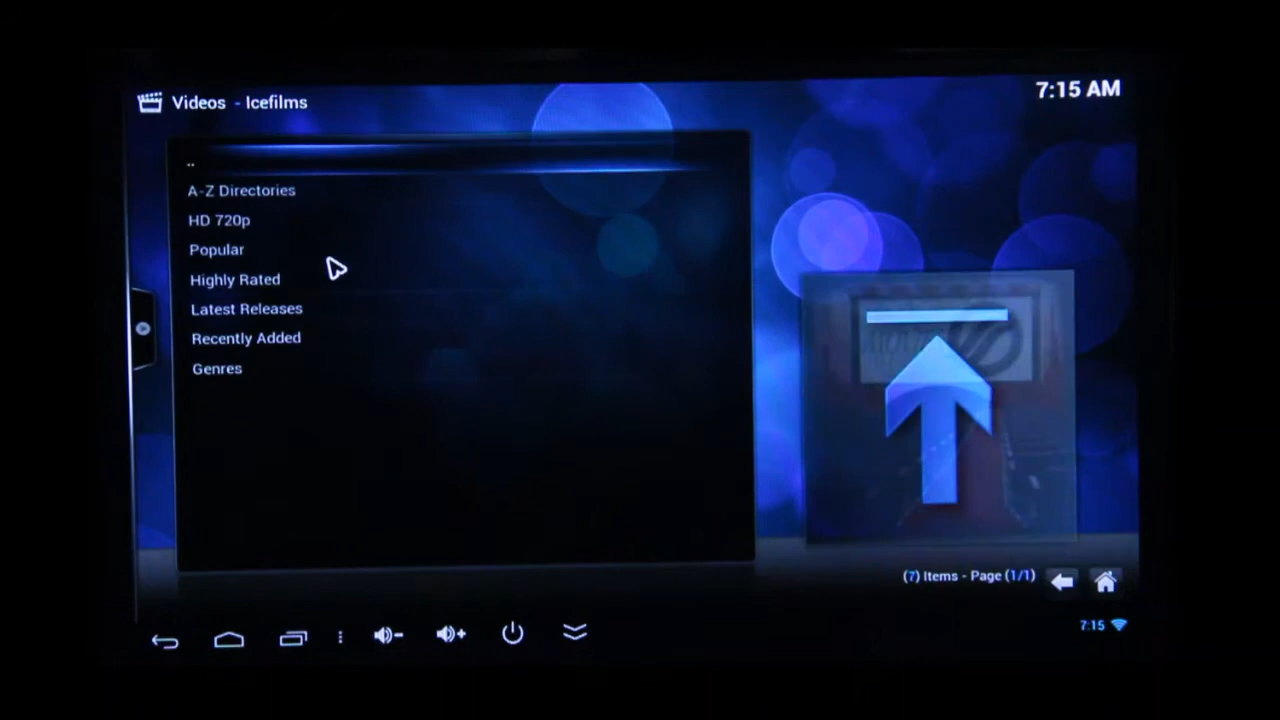 Videos - Icefilms
7:15 AM
..
A-Z Directories
HD 720p
Popular
Highly Rated
Latest Releases
Recently Added
Genres
(7) Items - Page (1/1)
7:15